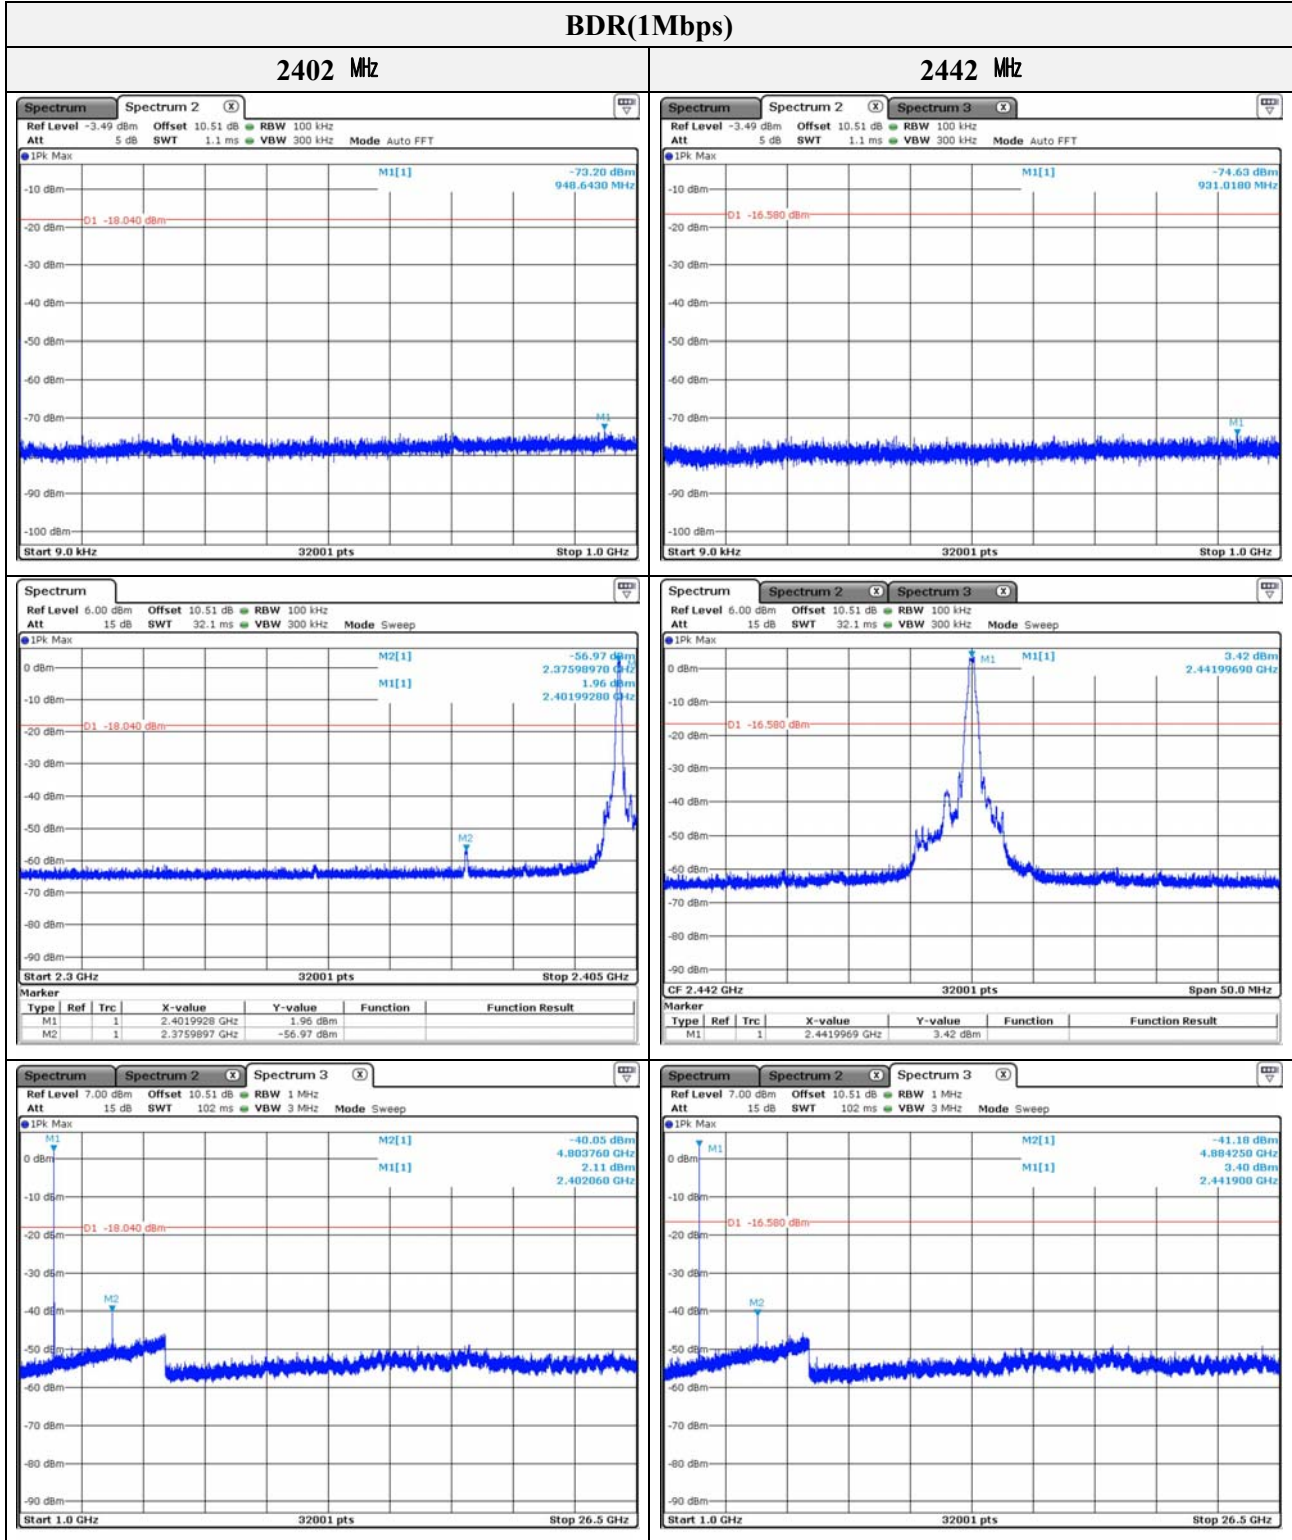 BDR(1Mbps)
2402 ㎒
2442 ㎒
Spectrum Spectrum 2 X
Ref Level -3.49 dBm Offset 10.51 dB RBW 100 kHz
Att 5 dB SWT 1.1 ms VBW 300 kHz Mode Auto FFT
1Pk Max
M1[1] -73.20 dBm
948.6430 MHz
-10 dBm
D1 -18.040 dBm
-20 dBm
-30 dBm
-40 dBm
-50 dBm
-60 dBm
-70 dBm
M1
-90 dBm
-100 dBm
Start 9.0 kHz 32001 pts Stop 1.0 GHz
Spectrum Spectrum 2 X Spectrum 3 X
Ref Level -3.49 dBm Offset 10.51 dB RBW 100 kHz
Att 5 dB SWT 1.1 ms VBW 300 kHz Mode Auto FFT
1Pk Max
M1[1] -74.63 dBm
931.0180 MHz
-10 dBm
D1 -16.580 dBm
-20 dBm
-30 dBm
-40 dBm
-50 dBm
-60 dBm
-70 dBm
M1
-90 dBm
-100 dBm
Start 9.0 kHz 32001 pts Stop 1.0 GHz
Spectrum
Ref Level 6.00 dBm Offset 10.51 dB RBW 100 kHz
Att 15 dB SWT 32.1 ms VBW 300 kHz Mode Sweep
1Pk Max
M2[1] -56.97 dBm
2.37598970 GHz
0 dBm
M1[1] 1.96 dBm
2.40199280 GHz
-10 dBm
D1 -18.040 dBm
-20 dBm
-30 dBm
-40 dBm
-50 dBm
M2
-60 dBm
-70 dBm
-80 dBm
-90 dBm
Start 2.3 GHz 32001 pts Stop 2.405 GHz
Marker
Type Ref Trc X-value Y-value Function Function Result
M1 1 2.4019928 GHz 1.96 dBm
M2 1 2.3759897 GHz -56.97 dBm
Spectrum Spectrum 2 X Spectrum 3 X
Ref Level 6.00 dBm Offset 10.51 dB RBW 100 kHz
Att 15 dB SWT 32.1 ms VBW 300 kHz Mode Sweep
1Pk Max
M1 M1[1] 3.42 dBm
2.44199690 GHz
0 dBm
-10 dBm
D1 -16.580 dBm
-20 dBm
-30 dBm
-40 dBm
-50 dBm
-60 dBm
-70 dBm
-80 dBm
-90 dBm
CF 2.442 GHz 32001 pts Span 50.0 MHz
Marker
Type Ref Trc X-value Y-value Function Function Result
M1 1 2.4419969 GHz 3.42 dBm
Spectrum Spectrum 2 X Spectrum 3 X
Ref Level 7.00 dBm Offset 10.51 dB RBW 1 MHz
Att 15 dB SWT 102 ms VBW 3 MHz Mode Sweep
1Pk Max
M1
M2[1] -40.05 dBm
4.803760 GHz
0 dBm
M1[1] 2.11 dBm
2.402060 GHz
-10 dBm
D1 -18.040 dBm
-20 dBm
-30 dBm
M2
-40 dBm
-50 dBm
-60 dBm
-70 dBm
-80 dBm
-90 dBm
Start 1.0 GHz 32001 pts Stop 26.5 GHz
Spectrum Spectrum 2 X Spectrum 3 X
Ref Level 7.00 dBm Offset 10.51 dB RBW 1 MHz
Att 15 dB SWT 102 ms VBW 3 MHz Mode Sweep
1Pk Max
M1
M2[1] -41.18 dBm
4.884250 GHz
0 dBm
M1[1] 3.40 dBm
2.441900 GHz
-10 dBm
D1 -16.580 dBm
-20 dBm
-30 dBm
M2
-40 dBm
-50 dBm
-60 dBm
-70 dBm
-80 dBm
-90 dBm
Start 1.0 GHz 32001 pts Stop 26.5 GHz